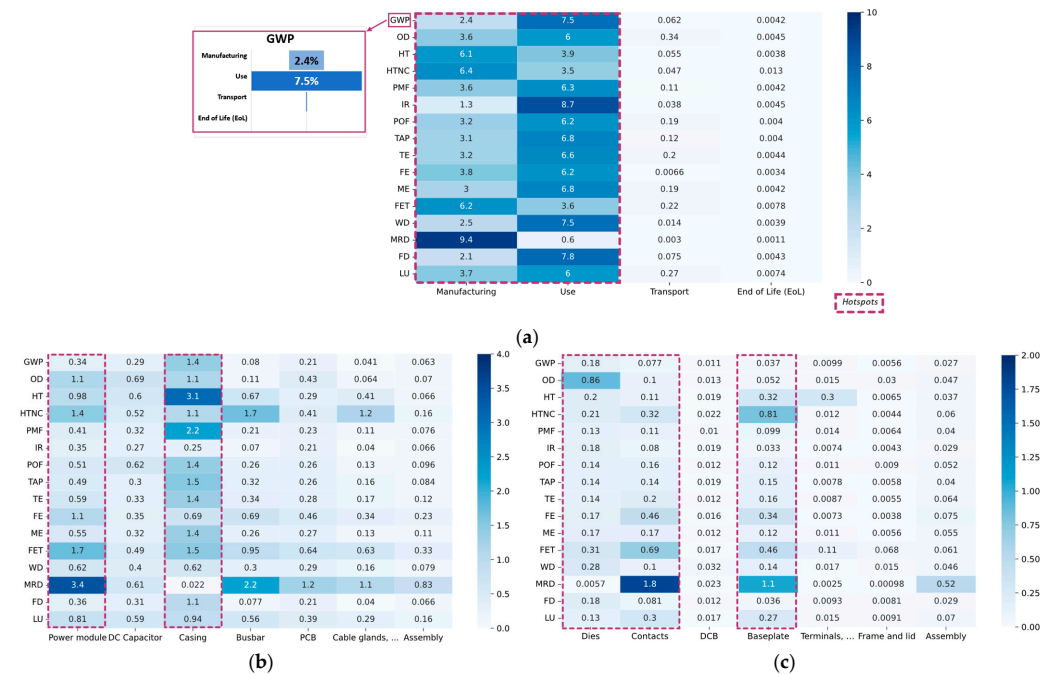 GWP
Manufacturing
2.4%
Use
7.5%
Transport
End of Life (EoL)
GWP 2.4 7.5 0.062 0.0042
OD 3.6 6 0.34 0.0045
HT 6.1 3.9 0.055 0.0038
HTNC 6.4 3.5 0.047 0.013
PMF 3.6 6.3 0.11 0.0042
IR 1.3 8.7 0.038 0.0045
POF 3.2 6.2 0.19 0.004
TAP 3.1 6.8 0.12 0.004
TE 3.2 6.6 0.2 0.0044
FE 3.8 6.2 0.0066 0.0034
ME 3 6.8 0.19 0.0042
FET 6.2 3.6 0.22 0.0078
WD 2.5 7.5 0.014 0.0039
MRD 9.4 0.6 0.003 0.0011
FD 2.1 7.8 0.075 0.0043
LU 3.7 6 0.27 0.0074
Manufacturing Use Transport End of Life (EoL)
10
8
6
4
2
0
Hotspots
(a)
GWP 0.34 0.29 1.4 0.08 0.21 0.041 0.063
OD 1.1 0.69 1.1 0.11 0.43 0.064 0.07
HT 0.98 0.6 3.1 0.67 0.29 0.41 0.066
HTNC 1.4 0.52 1.1 1.7 0.41 1.2 0.16
PMF 0.41 0.32 2.2 0.21 0.23 0.11 0.076
IR 0.35 0.27 0.25 0.07 0.21 0.04 0.066
POF 0.51 0.62 1.4 0.26 0.26 0.13 0.096
TAP 0.49 0.3 1.5 0.32 0.26 0.16 0.084
TE 0.59 0.33 1.4 0.34 0.28 0.17 0.12
FE 1.1 0.35 0.69 0.69 0.46 0.34 0.23
ME 0.55 0.32 1.4 0.26 0.27 0.13 0.11
FET 1.7 0.49 1.5 0.95 0.64 0.63 0.33
WD 0.62 0.4 0.62 0.3 0.29 0.16 0.079
MRD 3.4 0.61 0.022 2.2 1.2 1.1 0.83
FD 0.36 0.31 1.1 0.077 0.21 0.04 0.066
LU 0.81 0.59 0.94 0.56 0.39 0.29 0.16
Power module DC Capacitor Casing Busbar PCB Cable glands, ... Assembly
4.0
3.5
3.0
2.5
2.0
1.5
1.0
0.5
0.0
(b)
GWP 0.18 0.077 0.011 0.037 0.0099 0.0056 0.027
OD 0.86 0.1 0.013 0.052 0.015 0.03 0.047
HT 0.2 0.11 0.019 0.32 0.3 0.0065 0.037
HTNC 0.21 0.32 0.022 0.81 0.012 0.0044 0.06
PMF 0.13 0.11 0.01 0.099 0.014 0.0064 0.04
IR 0.18 0.08 0.019 0.033 0.0074 0.0043 0.029
POF 0.14 0.16 0.012 0.12 0.011 0.009 0.052
TAP 0.14 0.14 0.019 0.15 0.0078 0.0058 0.04
TE 0.14 0.2 0.012 0.16 0.0087 0.0055 0.064
FE 0.17 0.46 0.016 0.34 0.0073 0.0038 0.075
ME 0.17 0.17 0.012 0.12 0.011 0.0056 0.055
FET 0.31 0.69 0.017 0.46 0.11 0.068 0.061
WD 0.28 0.1 0.032 0.14 0.017 0.015 0.046
MRD 0.0057 1.8 0.023 1.1 0.0025 0.00098 0.52
FD 0.18 0.081 0.012 0.036 0.0093 0.0081 0.029
LU 0.13 0.3 0.012 0.27 0.015 0.0091 0.07
Dies Contacts DCB Baseplate Terminals, ... Frame and lid Assembly
2.00
1.75
1.50
1.25
1.00
0.75
0.50
0.25
0.00
(c)